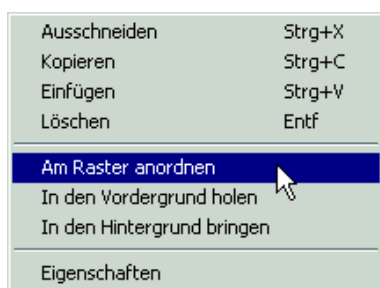 Ausschneiden Strg+X
Kopieren Strg+C
Einfügen Strg+V
Löschen Entf
Am Raster anordnen
In den Vordergrund holen
In den Hintergrund bringen
Eigenschaften